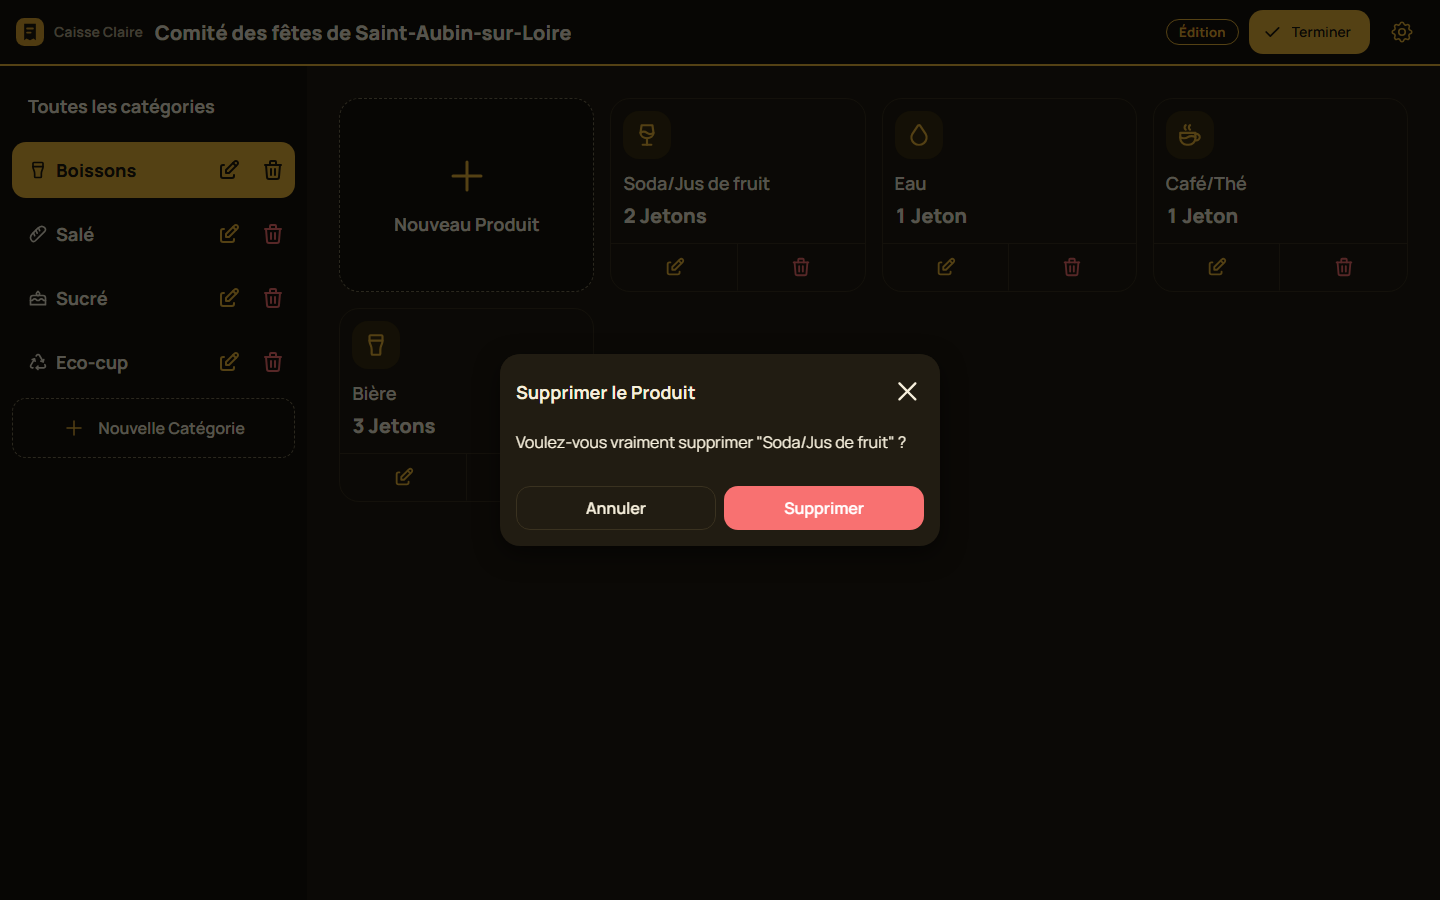 Caisse Claire
Comité des fêtes de Saint-Aubin-sur-Loire
Édition
Terminer
Toutes les catégories
Boissons
Salé
Sucré
Eco-cup
Nouvelle Catégorie
Nouveau Produit
Soda/Jus de fruit
2 Jetons
Eau
1 Jeton
Café/Thé
1 Jeton
Bière
3 Jetons
Supprimer le Produit
Voulez-vous vraiment supprimer "Soda/Jus de fruit" ?
Annuler
Supprimer